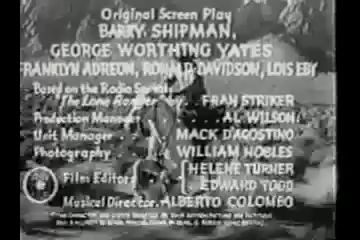 Original Screen Play
BARRY SHIPMAN,
GEORGE WORTHING YATES
FRANKLYN ADREON, RONALD DAVIDSON, LOIS EBY
Based on the Radio Serial
The Lone Ranger by FRAN STRIKER
Production Manager AL WILSON
Unit Manager MACK D'AGOSTINO
Photography WILLIAM NOBLES
HELENE TURNER
Film Editors
EDWARD TODD
Musical Director. ALBERTO COLOMBO